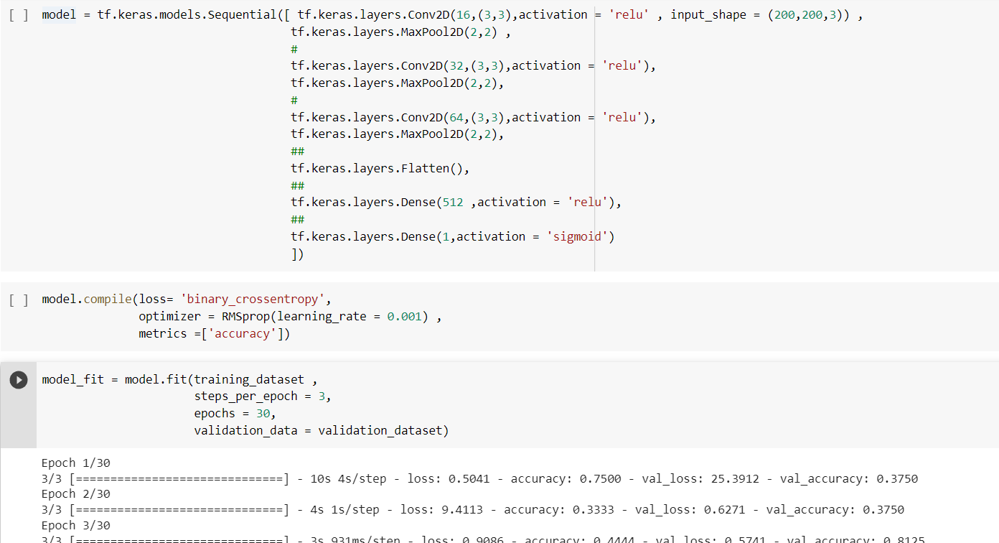 [ ] model = tf.keras.models.Sequential([ tf.keras.layers.Conv2D(16,(3,3),activation = 'relu' , input_shape = (200,200,3)) ,
tf.keras.layers.MaxPool2D(2,2) ,
#
tf.keras.layers.Conv2D(32,(3,3),activation = 'relu'),
tf.keras.layers.MaxPool2D(2,2),
#
tf.keras.layers.Conv2D(64,(3,3),activation = 'relu'),
tf.keras.layers.MaxPool2D(2,2),
##
tf.keras.layers.Flatten(),
##
tf.keras.layers.Dense(512 ,activation = 'relu'),
##
tf.keras.layers.Dense(1,activation = 'sigmoid')
])
[ ] model.compile(loss= 'binary_crossentropy',
optimizer = RMSprop(learning_rate = 0.001) ,
metrics =['accuracy'])
model_fit = model.fit(training_dataset ,
steps_per_epoch = 3,
epochs = 30,
validation_data = validation_dataset)
Epoch 1/30
3/3 [==============================] - 10s 4s/step - loss: 0.5041 - accuracy: 0.7500 - val_loss: 25.3912 - val_accuracy: 0.3750
Epoch 2/30
3/3 [==============================] - 4s 1s/step - loss: 9.4113 - accuracy: 0.3333 - val_loss: 0.6271 - val_accuracy: 0.3750
Epoch 3/30
3/3 [==============================] - 3s 931ms/step - loss: 0.9086 - accuracy: 0.4444 - val_loss: 0.5741 - val_accuracy: 0.8125